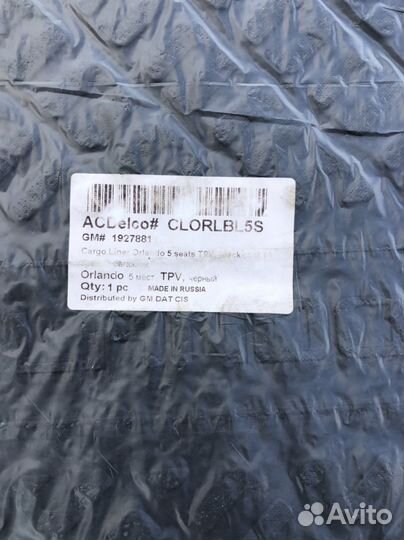 ACDelco# CLORLBL5S
GM# 1927881
Cargo Liner Orlando 5 seats TPV,
Orlando 5 мест, TPV, черный
Qty: 1 pc MADE IN RUSSIA
Distributed by GM DAT CIS
Avito